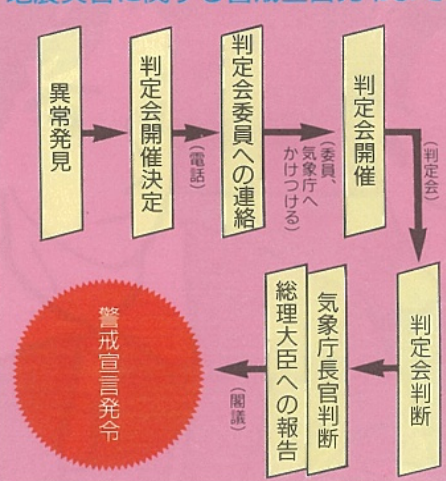 異常発見
判定会開催決定
(電話)
判定会委員への連絡
(委員、
気象庁へ
かけつける)
判定会開催
(判定会)
判定会判断
気象庁長官判断
総理大臣への報告
(閣議)
警戒宣言発令